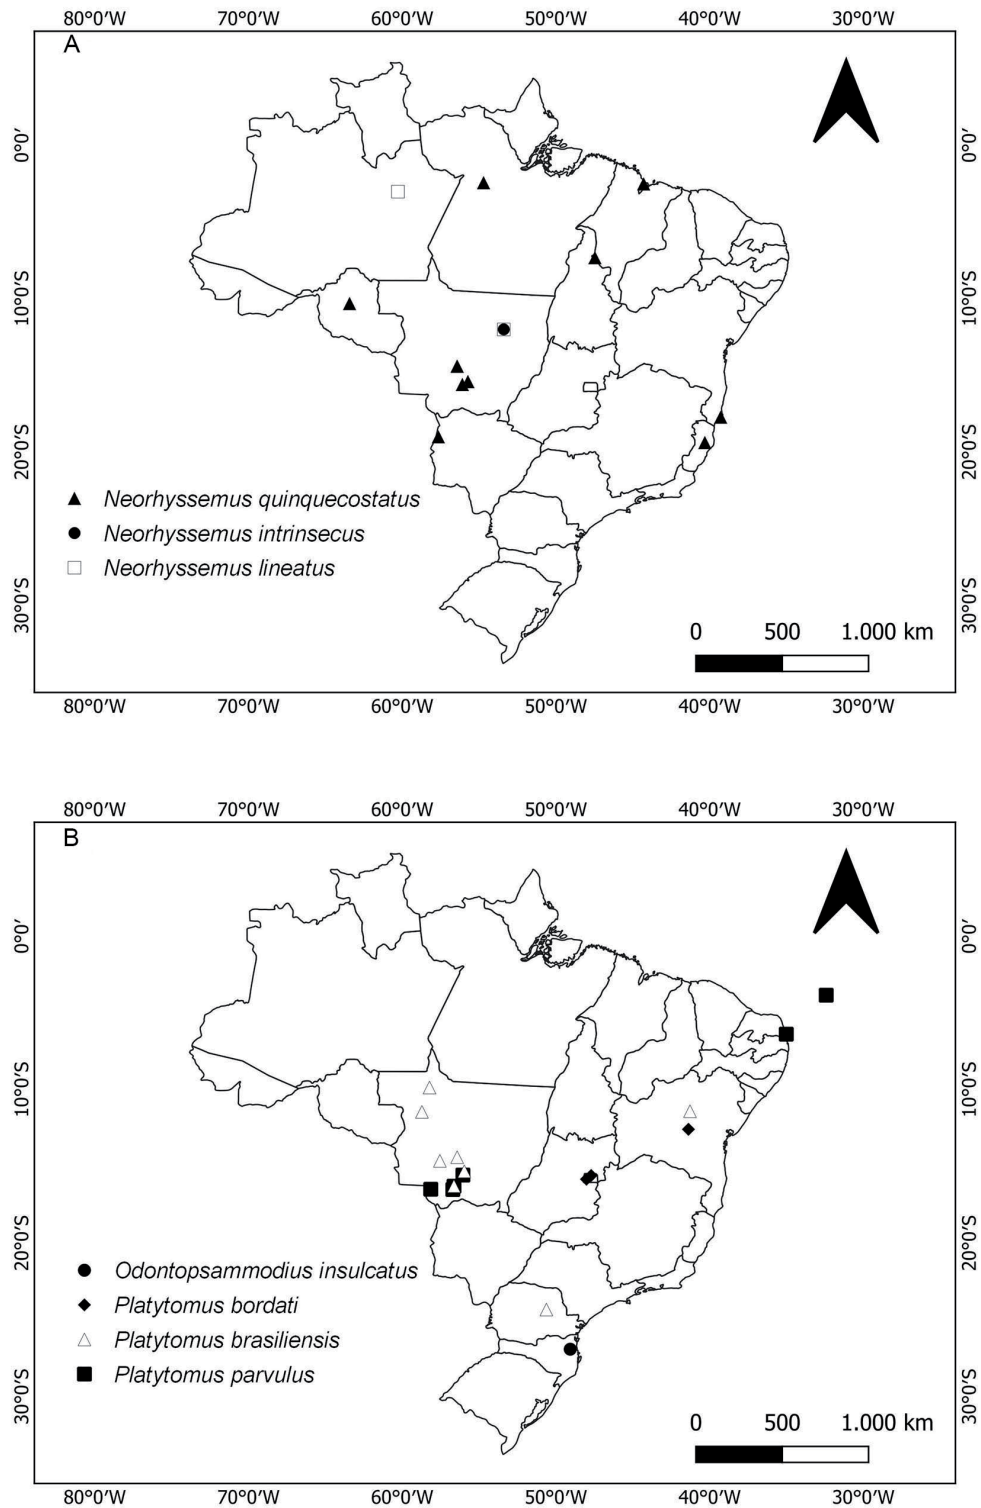 80°0'W 70°0'W 60°0'W 50°0'W 40°0'W 30°0'W
A
0°0' 0°0'
10°0'S 10°0'S
20°0'S 20°0'S
Neorhyssemus quinquecostatus
Neorhyssemus intrinsecus
Neorhyssemus lineatus
30°0'S 30°0'S
0 500 1.000 km
80°0'W 70°0'W 60°0'W 50°0'W 40°0'W 30°0'W
80°0'W 70°0'W 60°0'W 50°0'W 40°0'W 30°0'W
B
0°0' 0°0'
10°0'S 10°0'S
20°0'S 20°0'S
Odontopsammodius insulcatus
Platytomus bordati
Platytomus brasiliensis
Platytomus parvulus
30°0'S 30°0'S
0 500 1.000 km
80°0'W 70°0'W 60°0'W 50°0'W 40°0'W 30°0'W